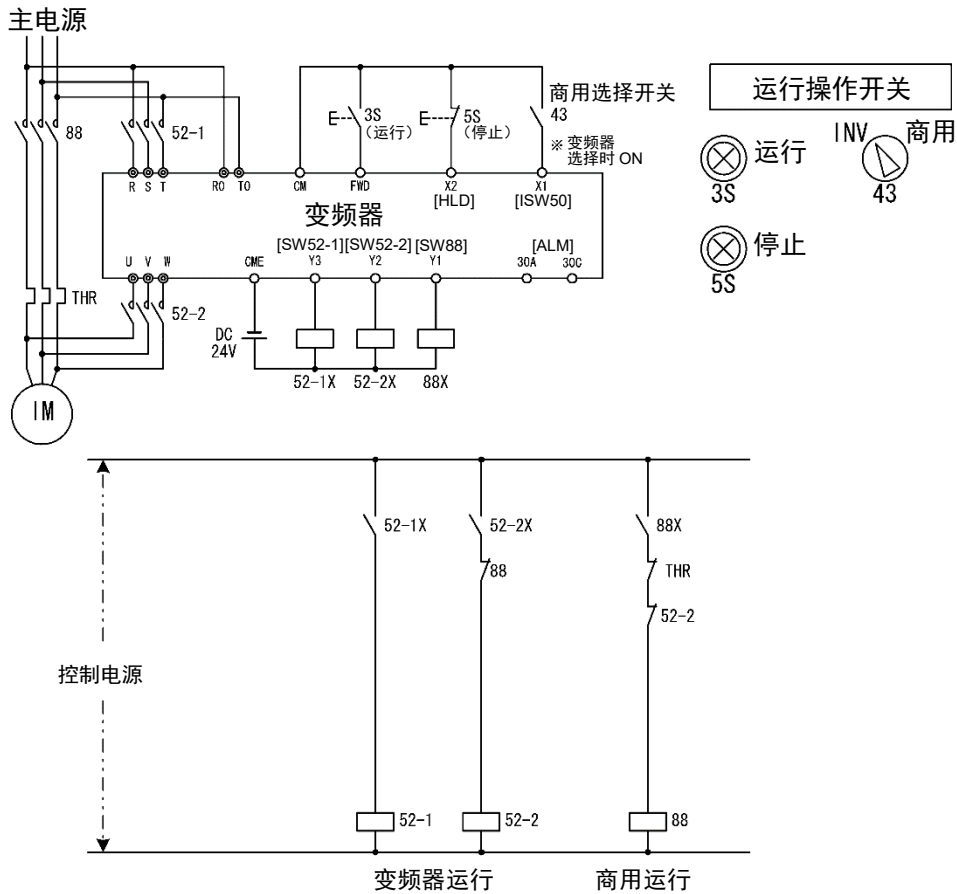 主电源
88
52-1
3S
(运行)
5S
(停止)
商用选择开关
43
※ 变频器
选择时 ON
运行操作开关
运行
3S
INV
商用
43
停止
5S
R S T
R0 T0
CM
FWD
X2
[HLD]
X1
[ISW50]
变频器
[SW52-1][SW52-2] [SW88]
[ALM]
U V W
CME
Y3
Y2
Y1
30A
30C
THR
52-2
DC
24V
52-1X
52-2X
88X
IM
52-1X
52-2X
88X
88
THR
52-2
控制电源
52-1
52-2
88
变频器运行
商用运行